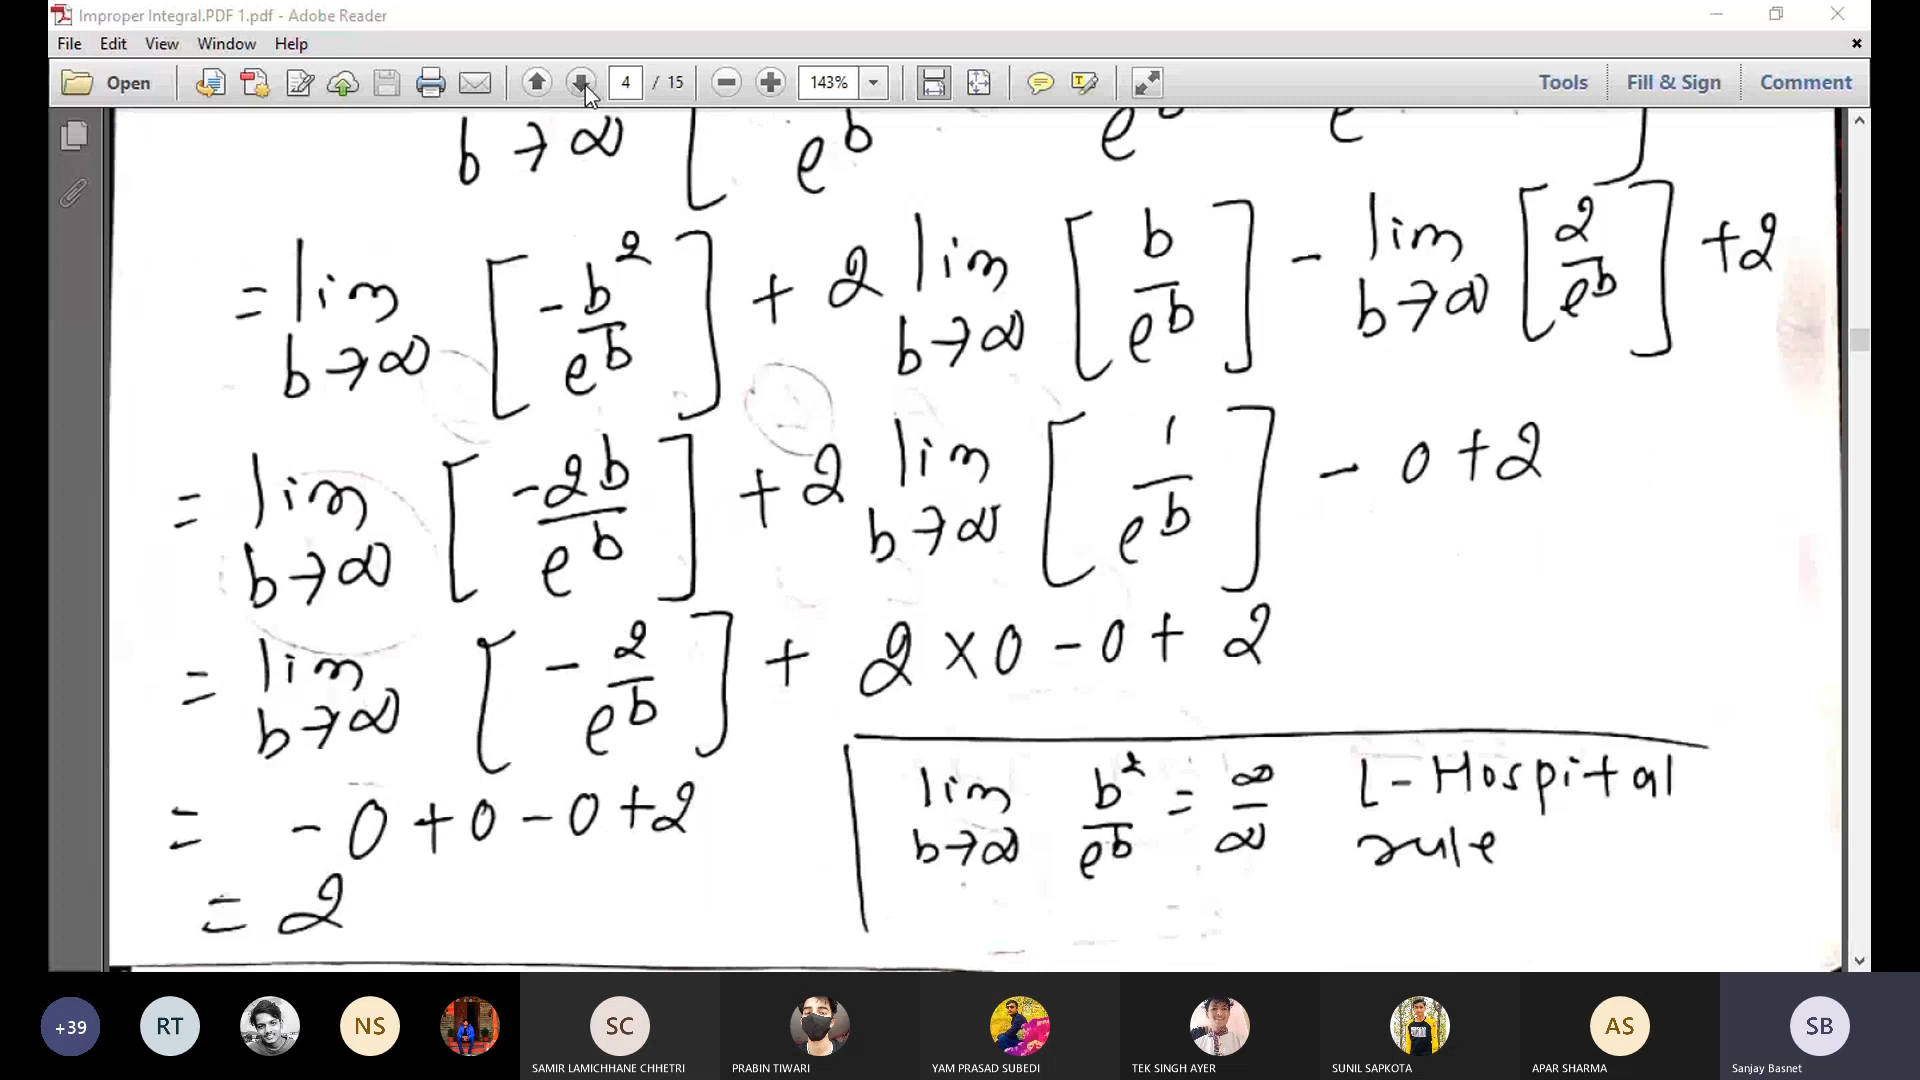 Improper Integral.PDF 1.pdf - Adobe Reader
File Edit View Window Help
Open 4 / 15 143% Tools Fill & Sign Comment
b→∞ [ e^b e^b e ]
= lim b→∞ [-b^2/e^b] + 2 lim b→∞ [b/e^b] - lim b→∞ [2/e^b] +2
= lim b→∞ [-2b/e^b] + 2 lim b→∞ [1/e^b] - 0 + 2
= lim b→∞ [-2/e^b] + 2 × 0 - 0 + 2
= - 0 + 0 - 0 + 2
= 2
lim b→∞ b^2/e^b = ∞/∞ L-Hospital
rule
+39 RT NS SC AS SB
SAMIR LAMICHHANE CHHETRI PRABIN TIWARI YAM PRASAD SUBEDI TEK SINGH AYER SUNIL SAPKOTA APAR SHARMA Sanjay Basnet